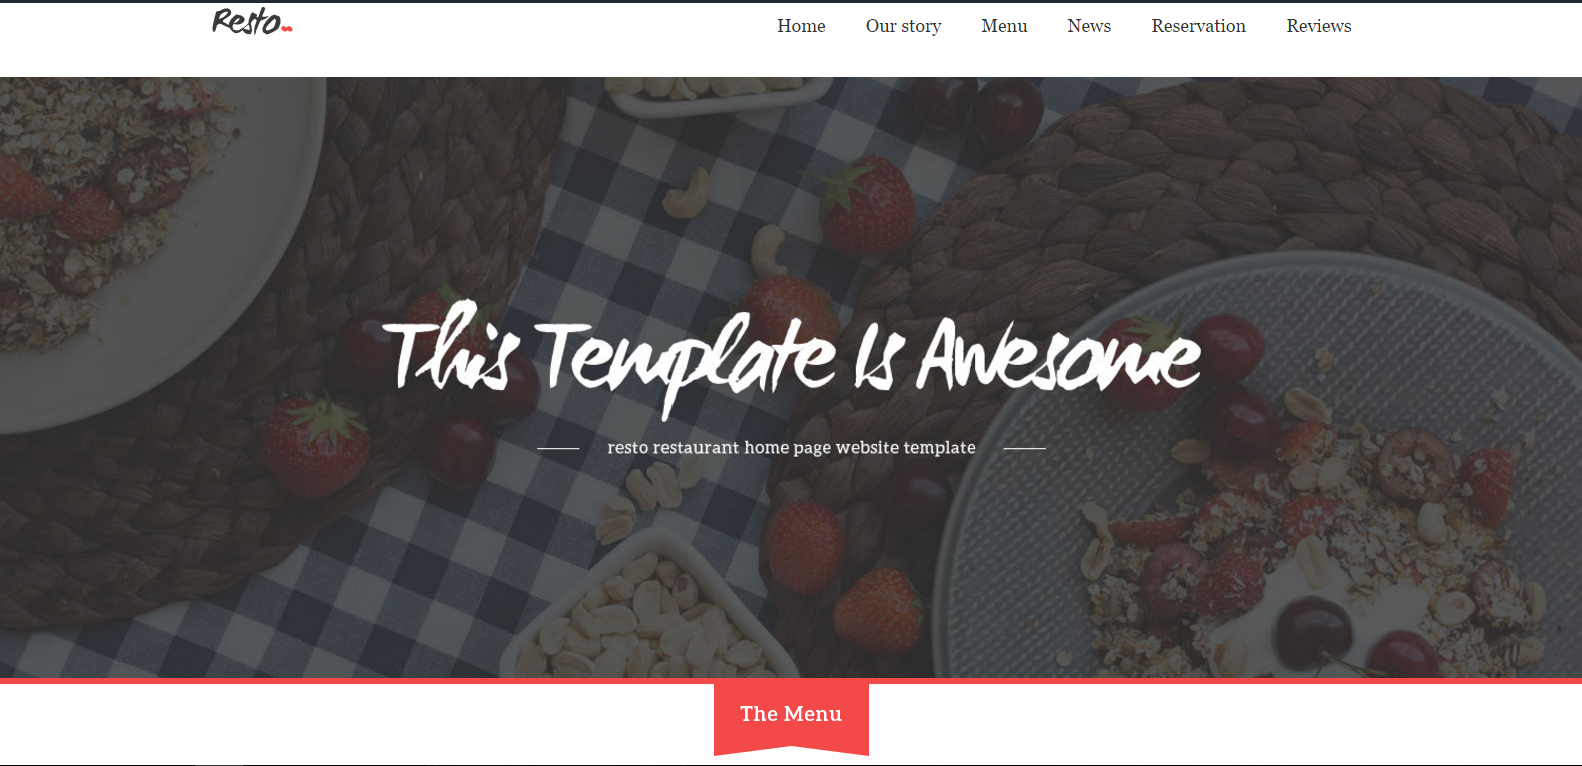 Resto
Home Our story Menu News Reservation Reviews
This Template Is Awesome
resto restaurant home page website template
The Menu